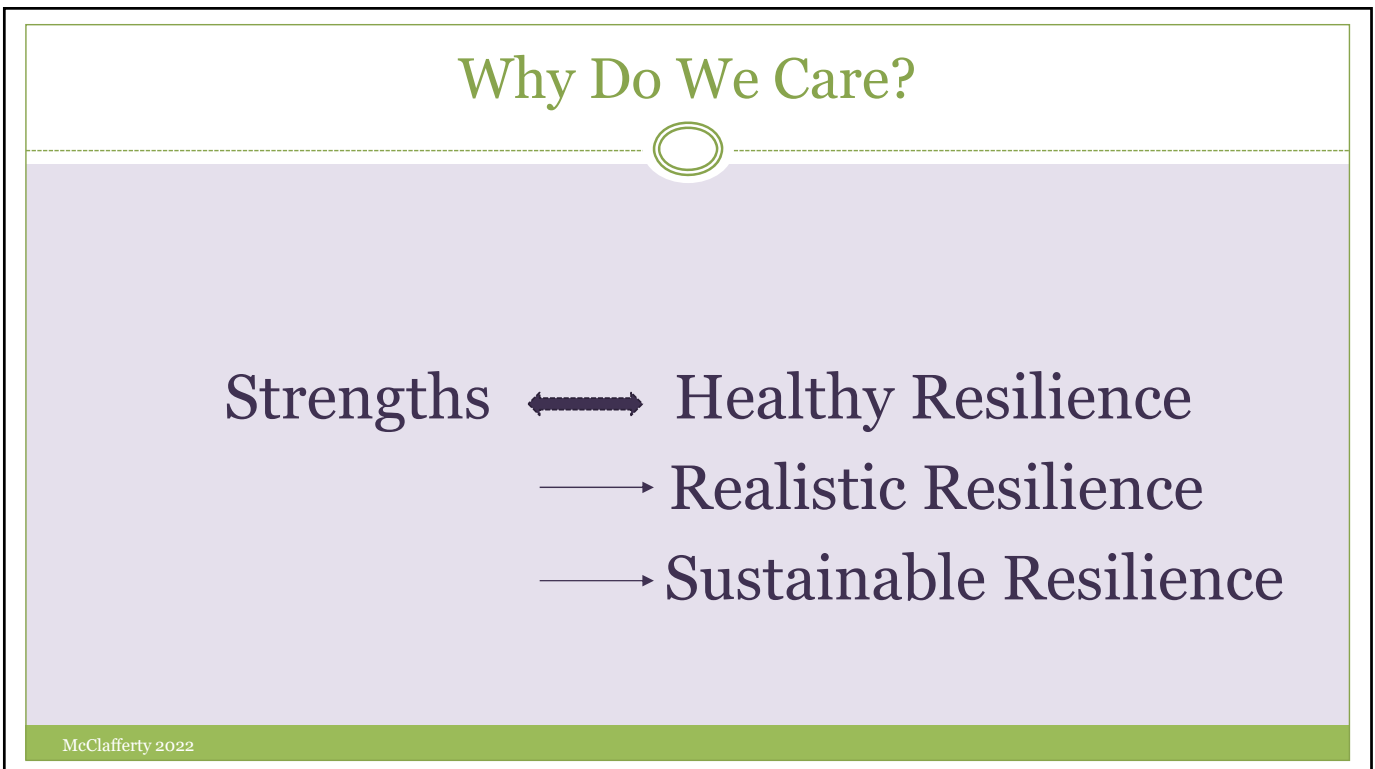 Why Do We Care?
Strengths Healthy Resilience
Realistic Resilience
Sustainable Resilience
McClafferty 2022